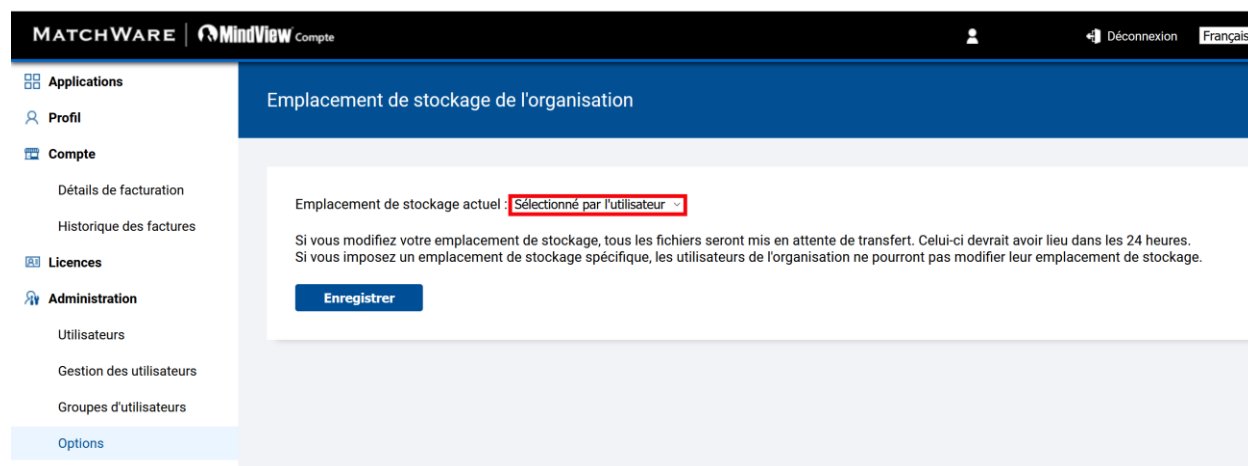 MATCHWARE | MindView Compte
Déconnexion
Français
Applications
Profil
Compte
Détails de facturation
Historique des factures
Licences
Administration
Utilisateurs
Gestion des utilisateurs
Groupes d'utilisateurs
Options
Emplacement de stockage de l'organisation
Emplacement de stockage actuel : Sélectionné par l'utilisateur
Si vous modifiez votre emplacement de stockage, tous les fichiers seront mis en attente de transfert. Celui-ci devrait avoir lieu dans les 24 heures.
Si vous imposez un emplacement de stockage spécifique, les utilisateurs de l'organisation ne pourront pas modifier leur emplacement de stockage.
Enregistrer